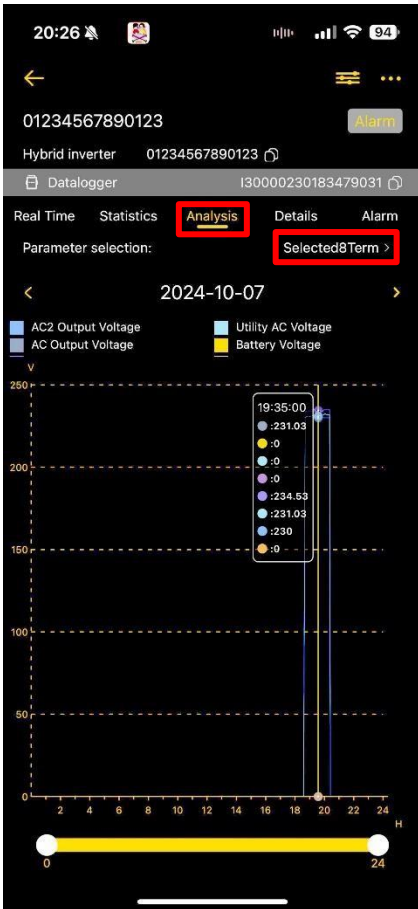 20:26 94
01234567890123 Alarm
Hybrid inverter 01234567890123
Datalogger I30000230183479031
Real Time Statistics Analysis Details Alarm
Parameter selection: Selected8Term >
< 2024-10-07 >
AC2 Output Voltage Utility AC Voltage
AC Output Voltage Battery Voltage
V
250
19:35:00
:231.03
:0
200
:0
:0
:234.53
:231.03
:230
150
:0
100
50
0
2 4 6 8 10 12 14 16 18 20 22 24
H
0 24